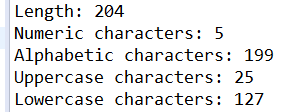 Length: 204
Numeric characters: 5
Alphabetic characters: 199
Uppercase characters: 25
Lowercase characters: 127